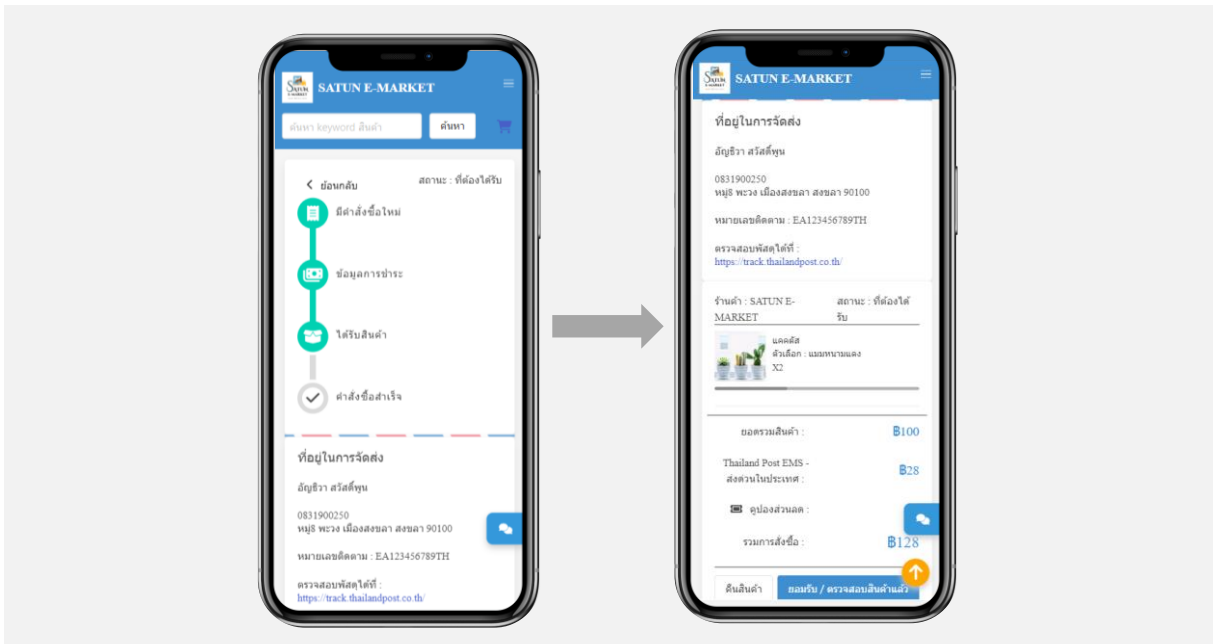 SATUN E-MARKET
ค้นหา keyword สินค้า
ค้นหา
ย้อนกลับ
สถานะ : ที่ต้องได้รับ
มีคำสั่งซื้อใหม่
ข้อมูลการชำระ
ได้รับสินค้า
คำสั่งซื้อสำเร็จ
ที่อยู่ในการจัดส่ง
อัญธิวา สวัสดิ์พูน
0831900250
หมู่8 พะวง เมืองสงขลา สงขลา 90100
หมายเลขติดตาม : EA123456789TH
ตรวจสอบพัสดุได้ที่ :
https://track.thailandpost.co.th/
SATUN E-MARKET
ที่อยู่ในการจัดส่ง
อัญธิวา สวัสดิ์พูน
0831900250
หมู่8 พะวง เมืองสงขลา สงขลา 90100
หมายเลขติดตาม : EA123456789TH
ตรวจสอบพัสดุได้ที่ :
https://track.thailandpost.co.th/
ร้านค้า : SATUN E-
MARKET
สถานะ : ที่ต้องได้
รับ
แคคตัส
ตัวเลือก : แมมหนามแดง
X2
ยอดรวมสินค้า :
฿100
Thailand Post EMS -
ส่งด่วนในประเทศ :
฿28
คูปองส่วนลด :
รวมการสั่งซื้อ :
฿128
คืนสินค้า
ยอมรับ / ตรวจสอบสินค้าแล้ว